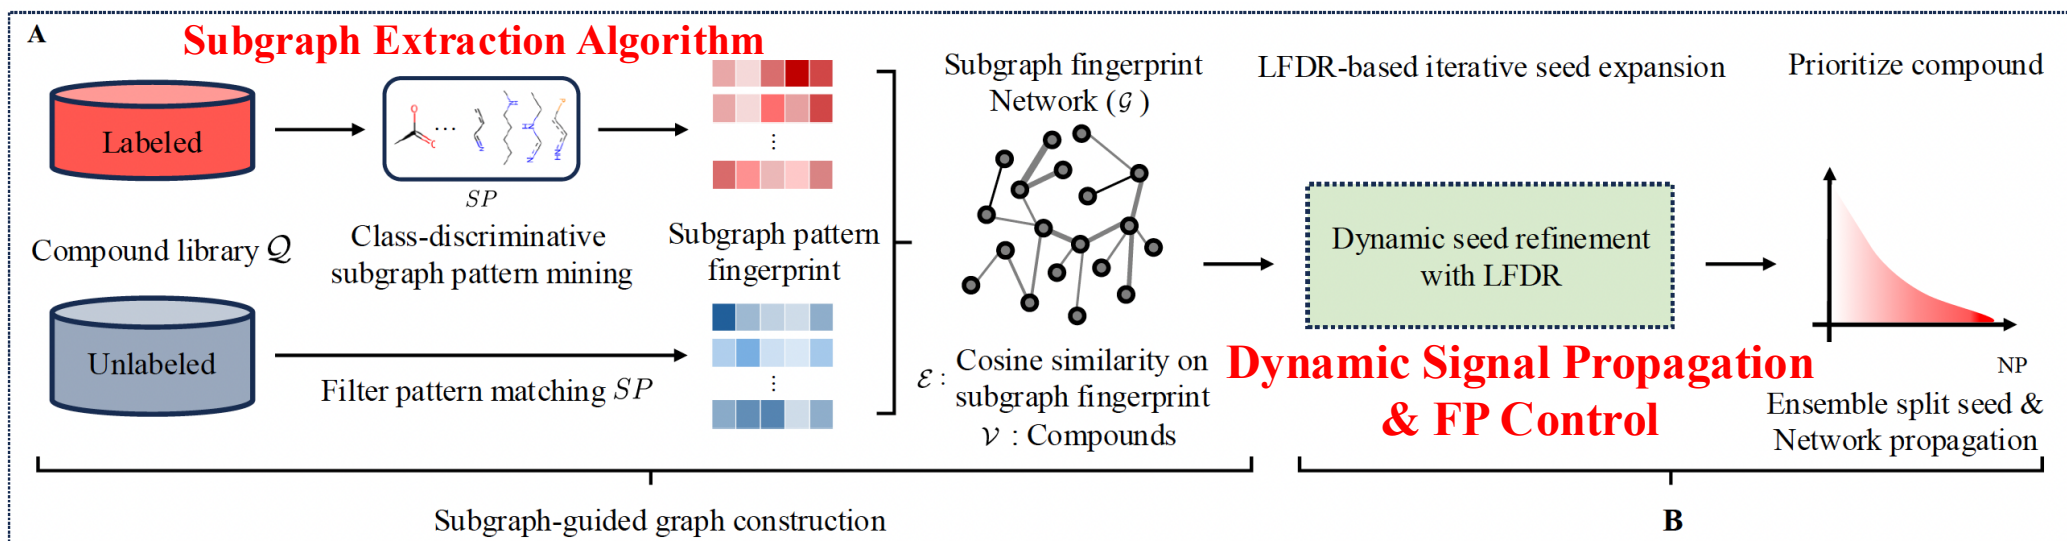 A
Subgraph Extraction Algorithm
Labeled
Compound library 𝒬
Unlabeled
SP
Class-discriminative
subgraph pattern mining
Filter pattern matching SP
Subgraph pattern
fingerprint
Subgraph fingerprint
Network (𝒢)
ℰ : Cosine similarity on
subgraph fingerprint
𝒱 : Compounds
Subgraph-guided graph construction
LFDR-based iterative seed expansion
Dynamic seed refinement
with LFDR
Dynamic Signal Propagation
& FP Control
Prioritize compound
NP
Ensemble split seed &
Network propagation
B